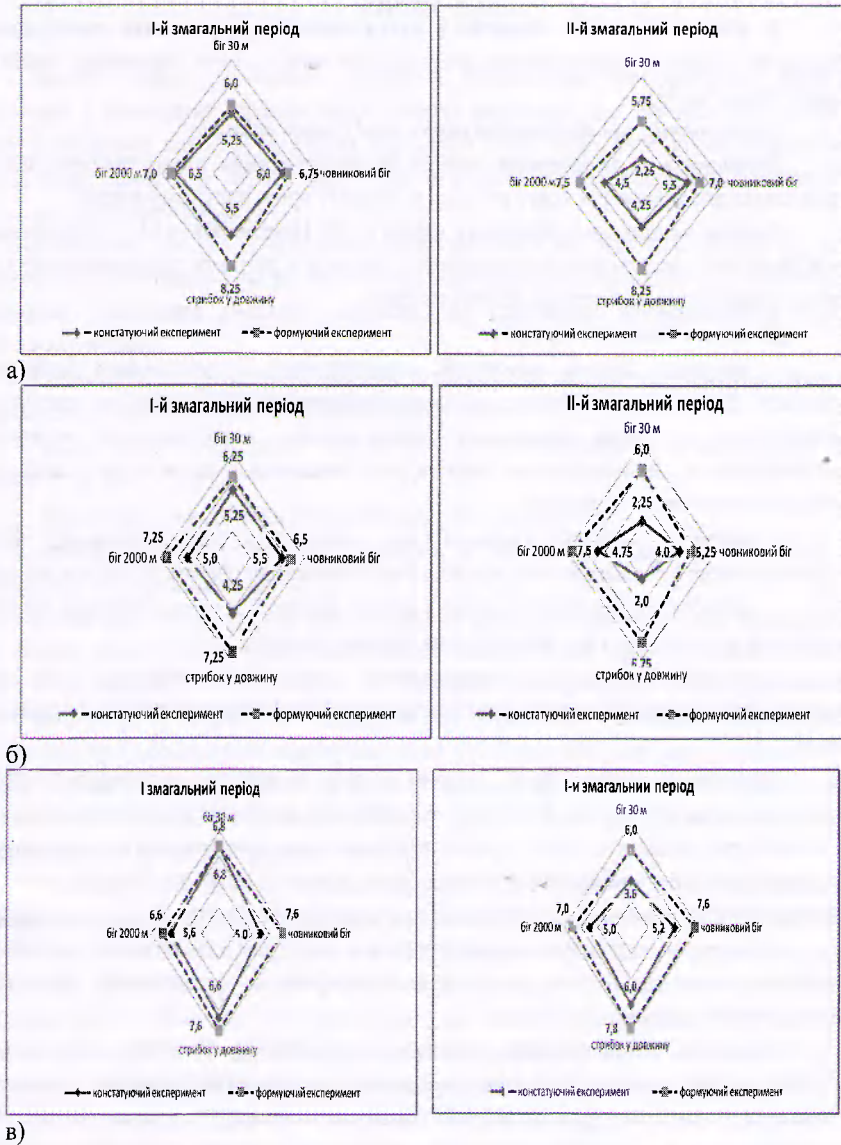 І-й змагальний період
біг 30 м
6,0
5,25
біг 2000 м 7,0
6,5
6,0
6,75 човниковий біг
5,5
8,25
стрибок у довжину
констатуючий експеримент
формуючий експеримент
ІІ-й змагальний період
біг 30 м
5,75
2,25
біг 2000 м 7,5
4,5
5,5
7,0 човниковий біг
4,25
8,25
стрибок у довжину
констатуючий експеримент
формуючий експеримент
а)
І-й змагальний період
біг 30 м
6,25
5,25
7,25
6,5
біг 2000 м
5,0
5,5
човниковий біг
4,25
7,25
стрибок у довжину
констатуючий експеримент
формуючий експеримент
ІІ-й змагальний період
біг 30 м
6,0
2,25
біг 2000 м 7,5
4,75
4,0
5,25 човниковий біг
2,0
стрибок у довжину
констатуючий експеримент
формуючий експеримент
б)
І змагальний період
біг 30 м
6,8
6,8
6,6
7,6
біг 2000 м
5,6
човниковий біг
6,6
7,6
стрибок у довжину
констатуючий експеримент
формуючий експеримент
І-и змагальний період
біг 30 м
6,0
3,6
7,0
7,6
біг 2000 м
5,0
5,2
човниковий біг
6,0
7,8
стрибок у довжину
констатуючий експеримент
формуючий експеримент
в)